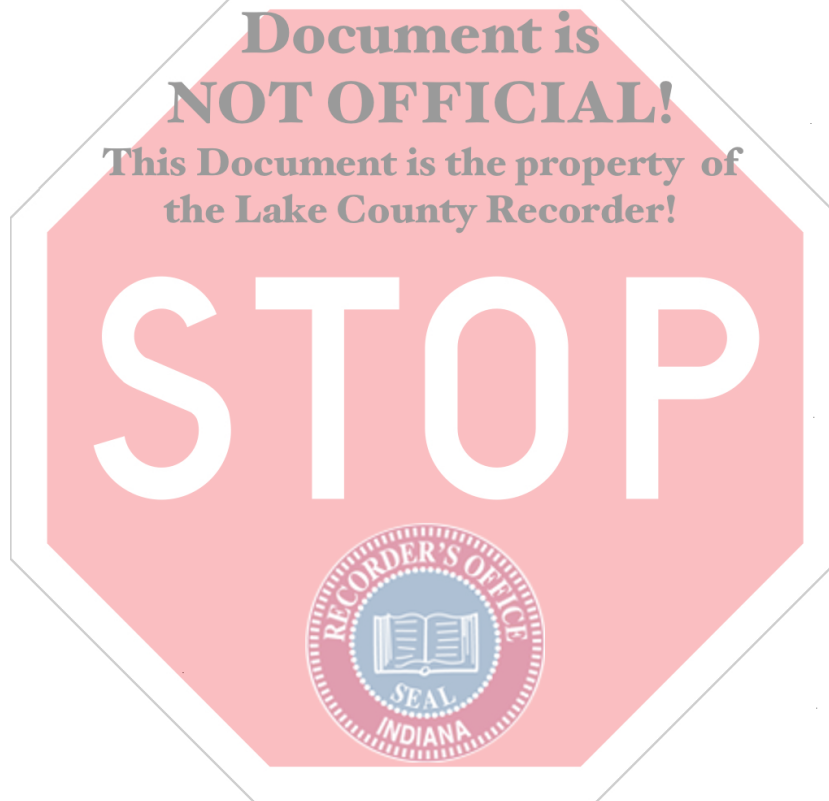 Document is
NOT OFFICIAL!
This Document is the property of
the Lake County Recorder!
STOP
RECORDER'S OFFICE
SEAL
INDIANA